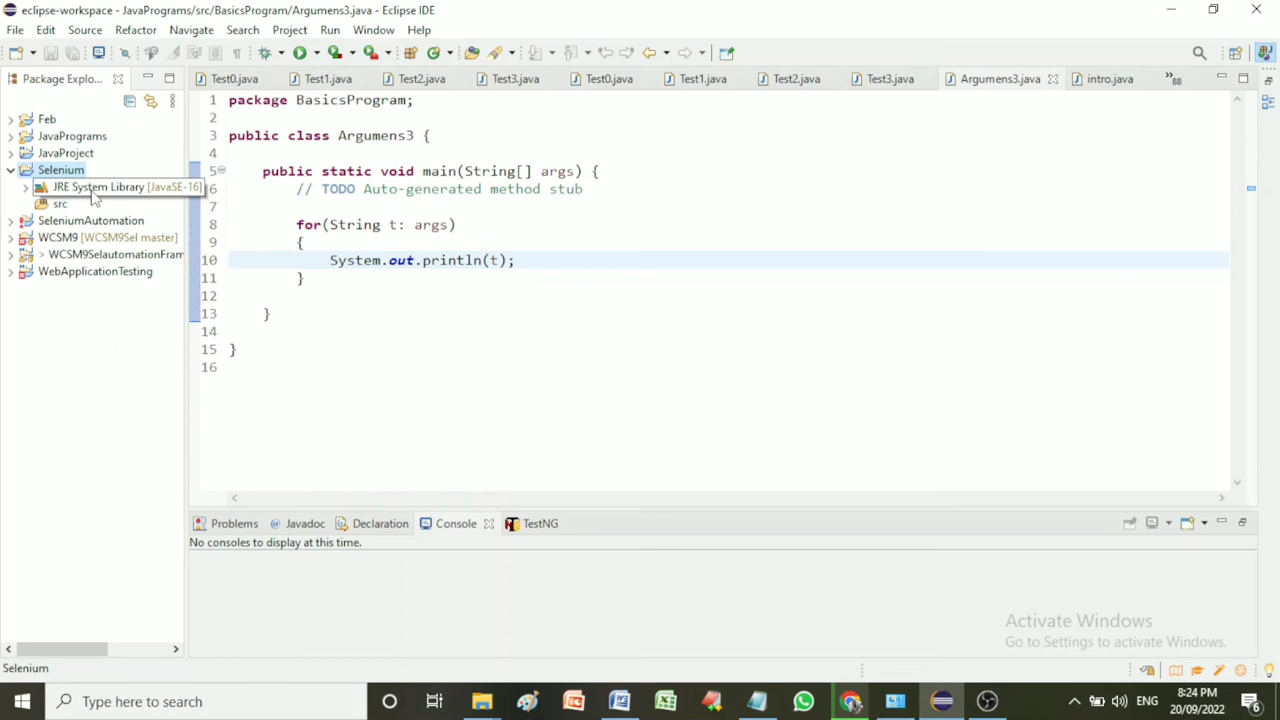 eclipse-workspace - JavaPrograms/src/BasicsProgram/Argumens3.java - Eclipse IDE
File Edit Source Refactor Navigate Search Project Run Window Help
Package Explo...
Test0.java Test1.java Test2.java Test3.java Test0.java Test1.java Test2.java Test3.java Argumens3.java intro.java »88
Feb
JavaPrograms
JavaProject
Selenium
JRE System Library [JavaSE-16]
src
SeleniumAutomation
WCSM9 [WCSM9Sel master]
> WCSM9SelautomationFram
WebApplicationTesting
1 package BasicsProgram;
2
3 public class Argumens3 {
4
5 public static void main(String[] args) {
6 // TODO Auto-generated method stub
7
8 for(String t: args)
9 {
10 System.out.println(t);
11 }
12
13 }
14
15 }
16
Problems Javadoc Declaration Console TestNG
No consoles to display at this time.
Activate Windows
Go to Settings to activate Windows.
Selenium
Type here to search
ENG
8:24 PM
20/09/2022
6